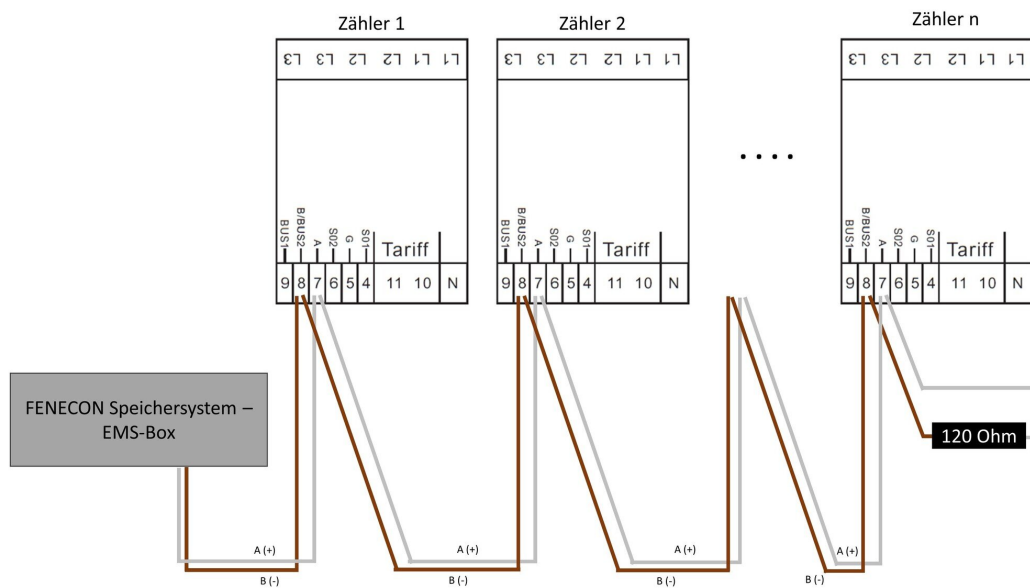 Zähler 1
Zähler 2
Zähler n
L3 L3 L2 L2 L1 L1
L3 L3 L2 L2 L1 L1
L3 L3 L2 L2 L1 L1
. . . .
BUS1 B/BUS2 A S02 G S01 Tariff
9 8 7 6 5 4 11 10 N
BUS1 B/BUS2 A S02 G S01 Tariff
9 8 7 6 5 4 11 10 N
BUS1 B/BUS2 A S02 G S01 Tariff
9 8 7 6 5 4 11 10 N
FENECON Speichersystem –
EMS-Box
120 Ohm
A (+)
B (-)
A (+)
B (-)
A (+)
B (-)
A (+)
B (-)